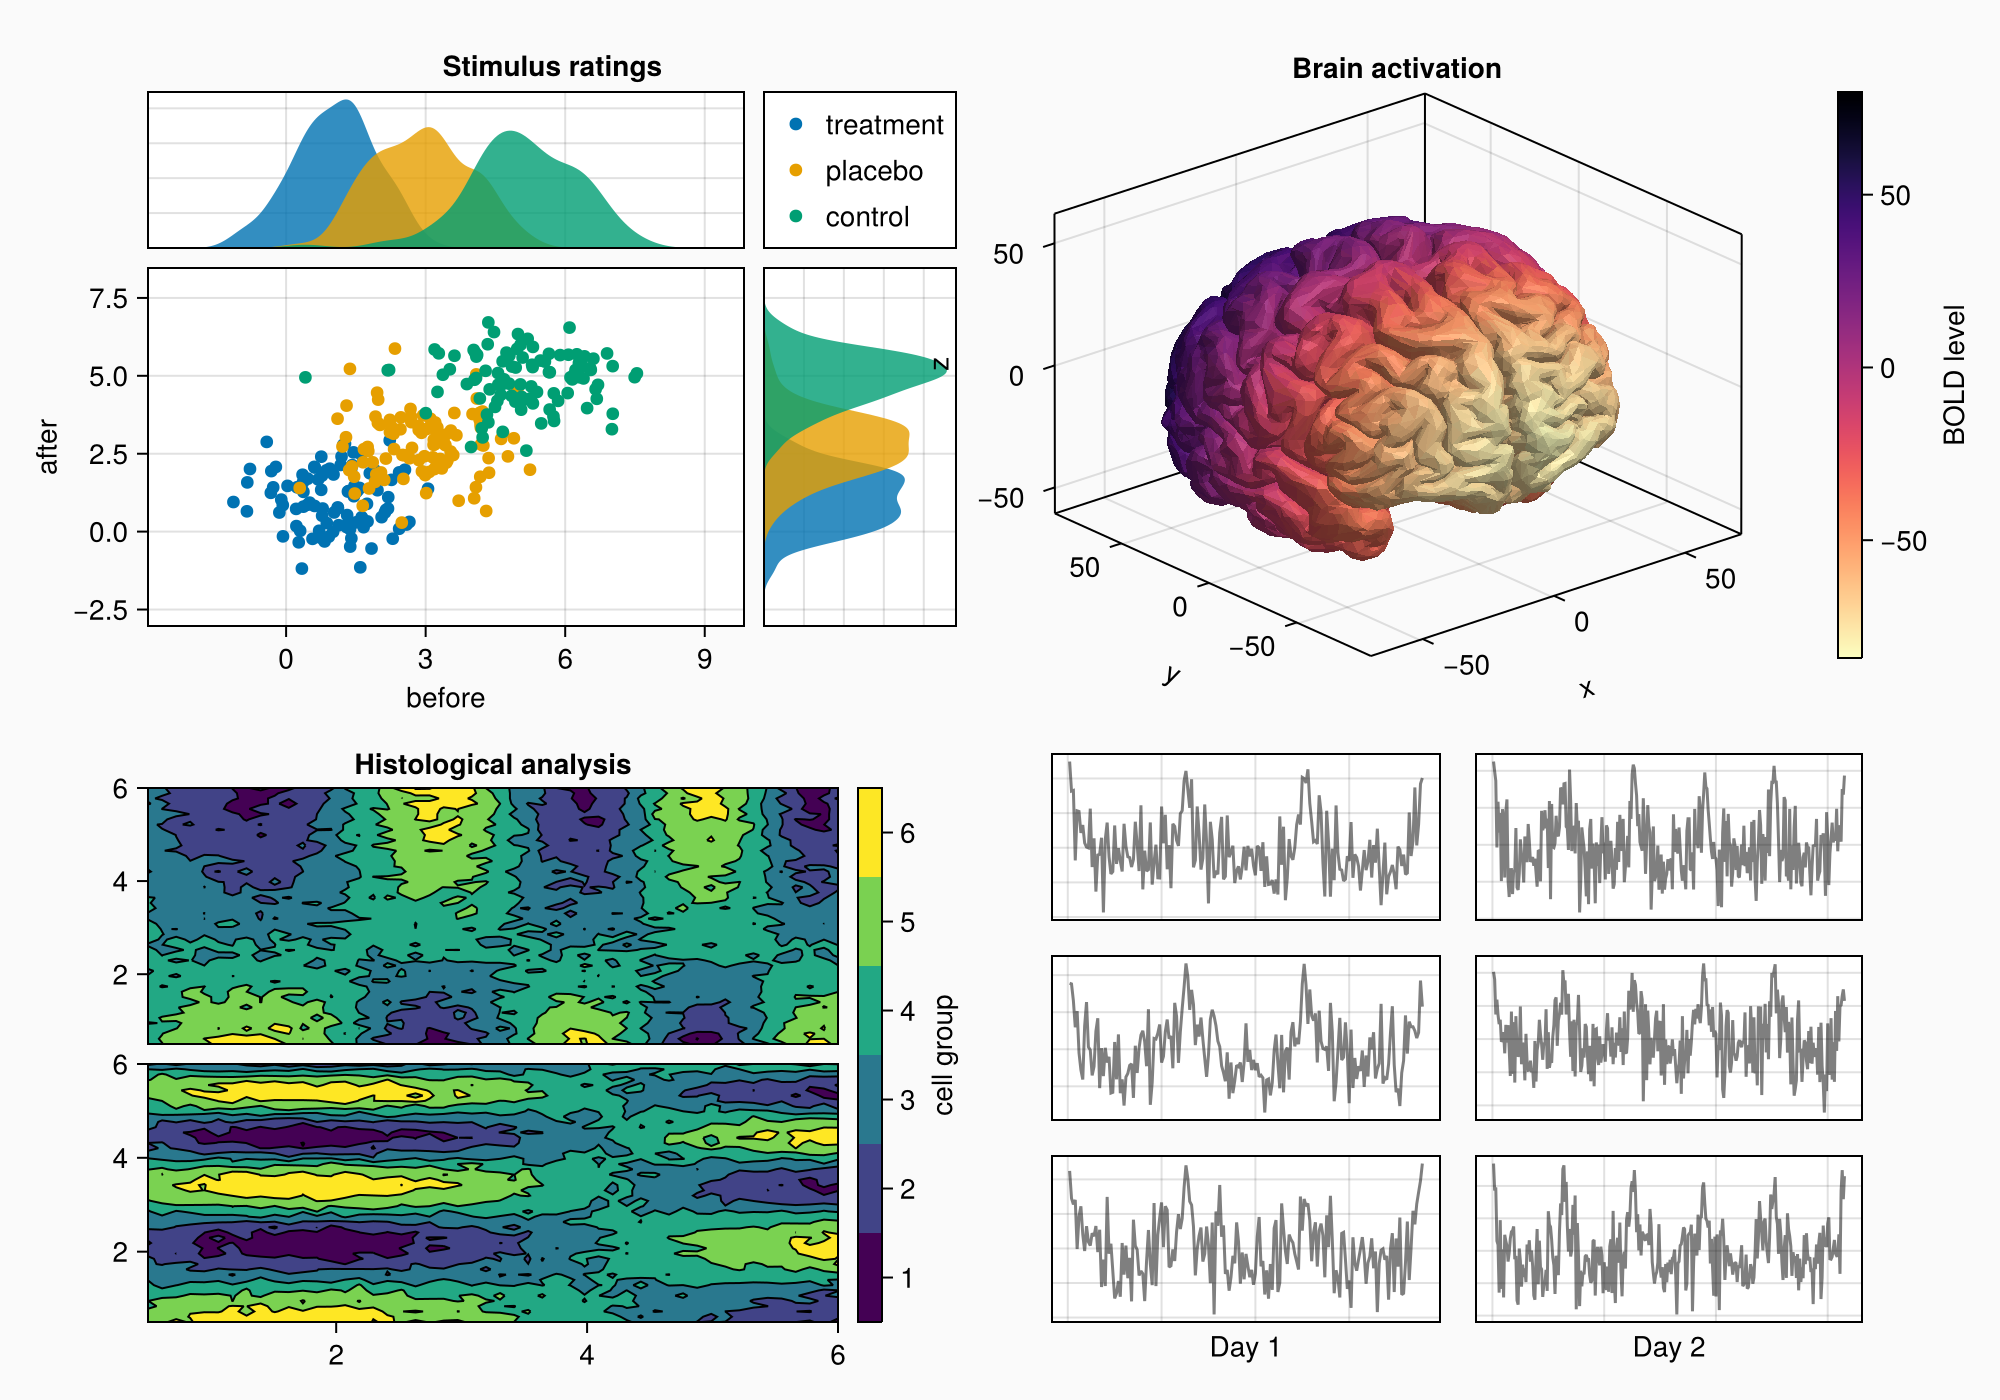 Stimulus ratings
treatment
placebo
control
7.5
5.0
2.5
0.0
−2.5
after
0
3
6
9
before
Brain activation
z
50
0
−50
50
0
−50
y
−50
0
50
x
50
0
−50
BOLD level
Histological analysis
6
4
2
6
4
2
2
4
6
6
5
4
3
2
1
cell group
Day 1
Day 2